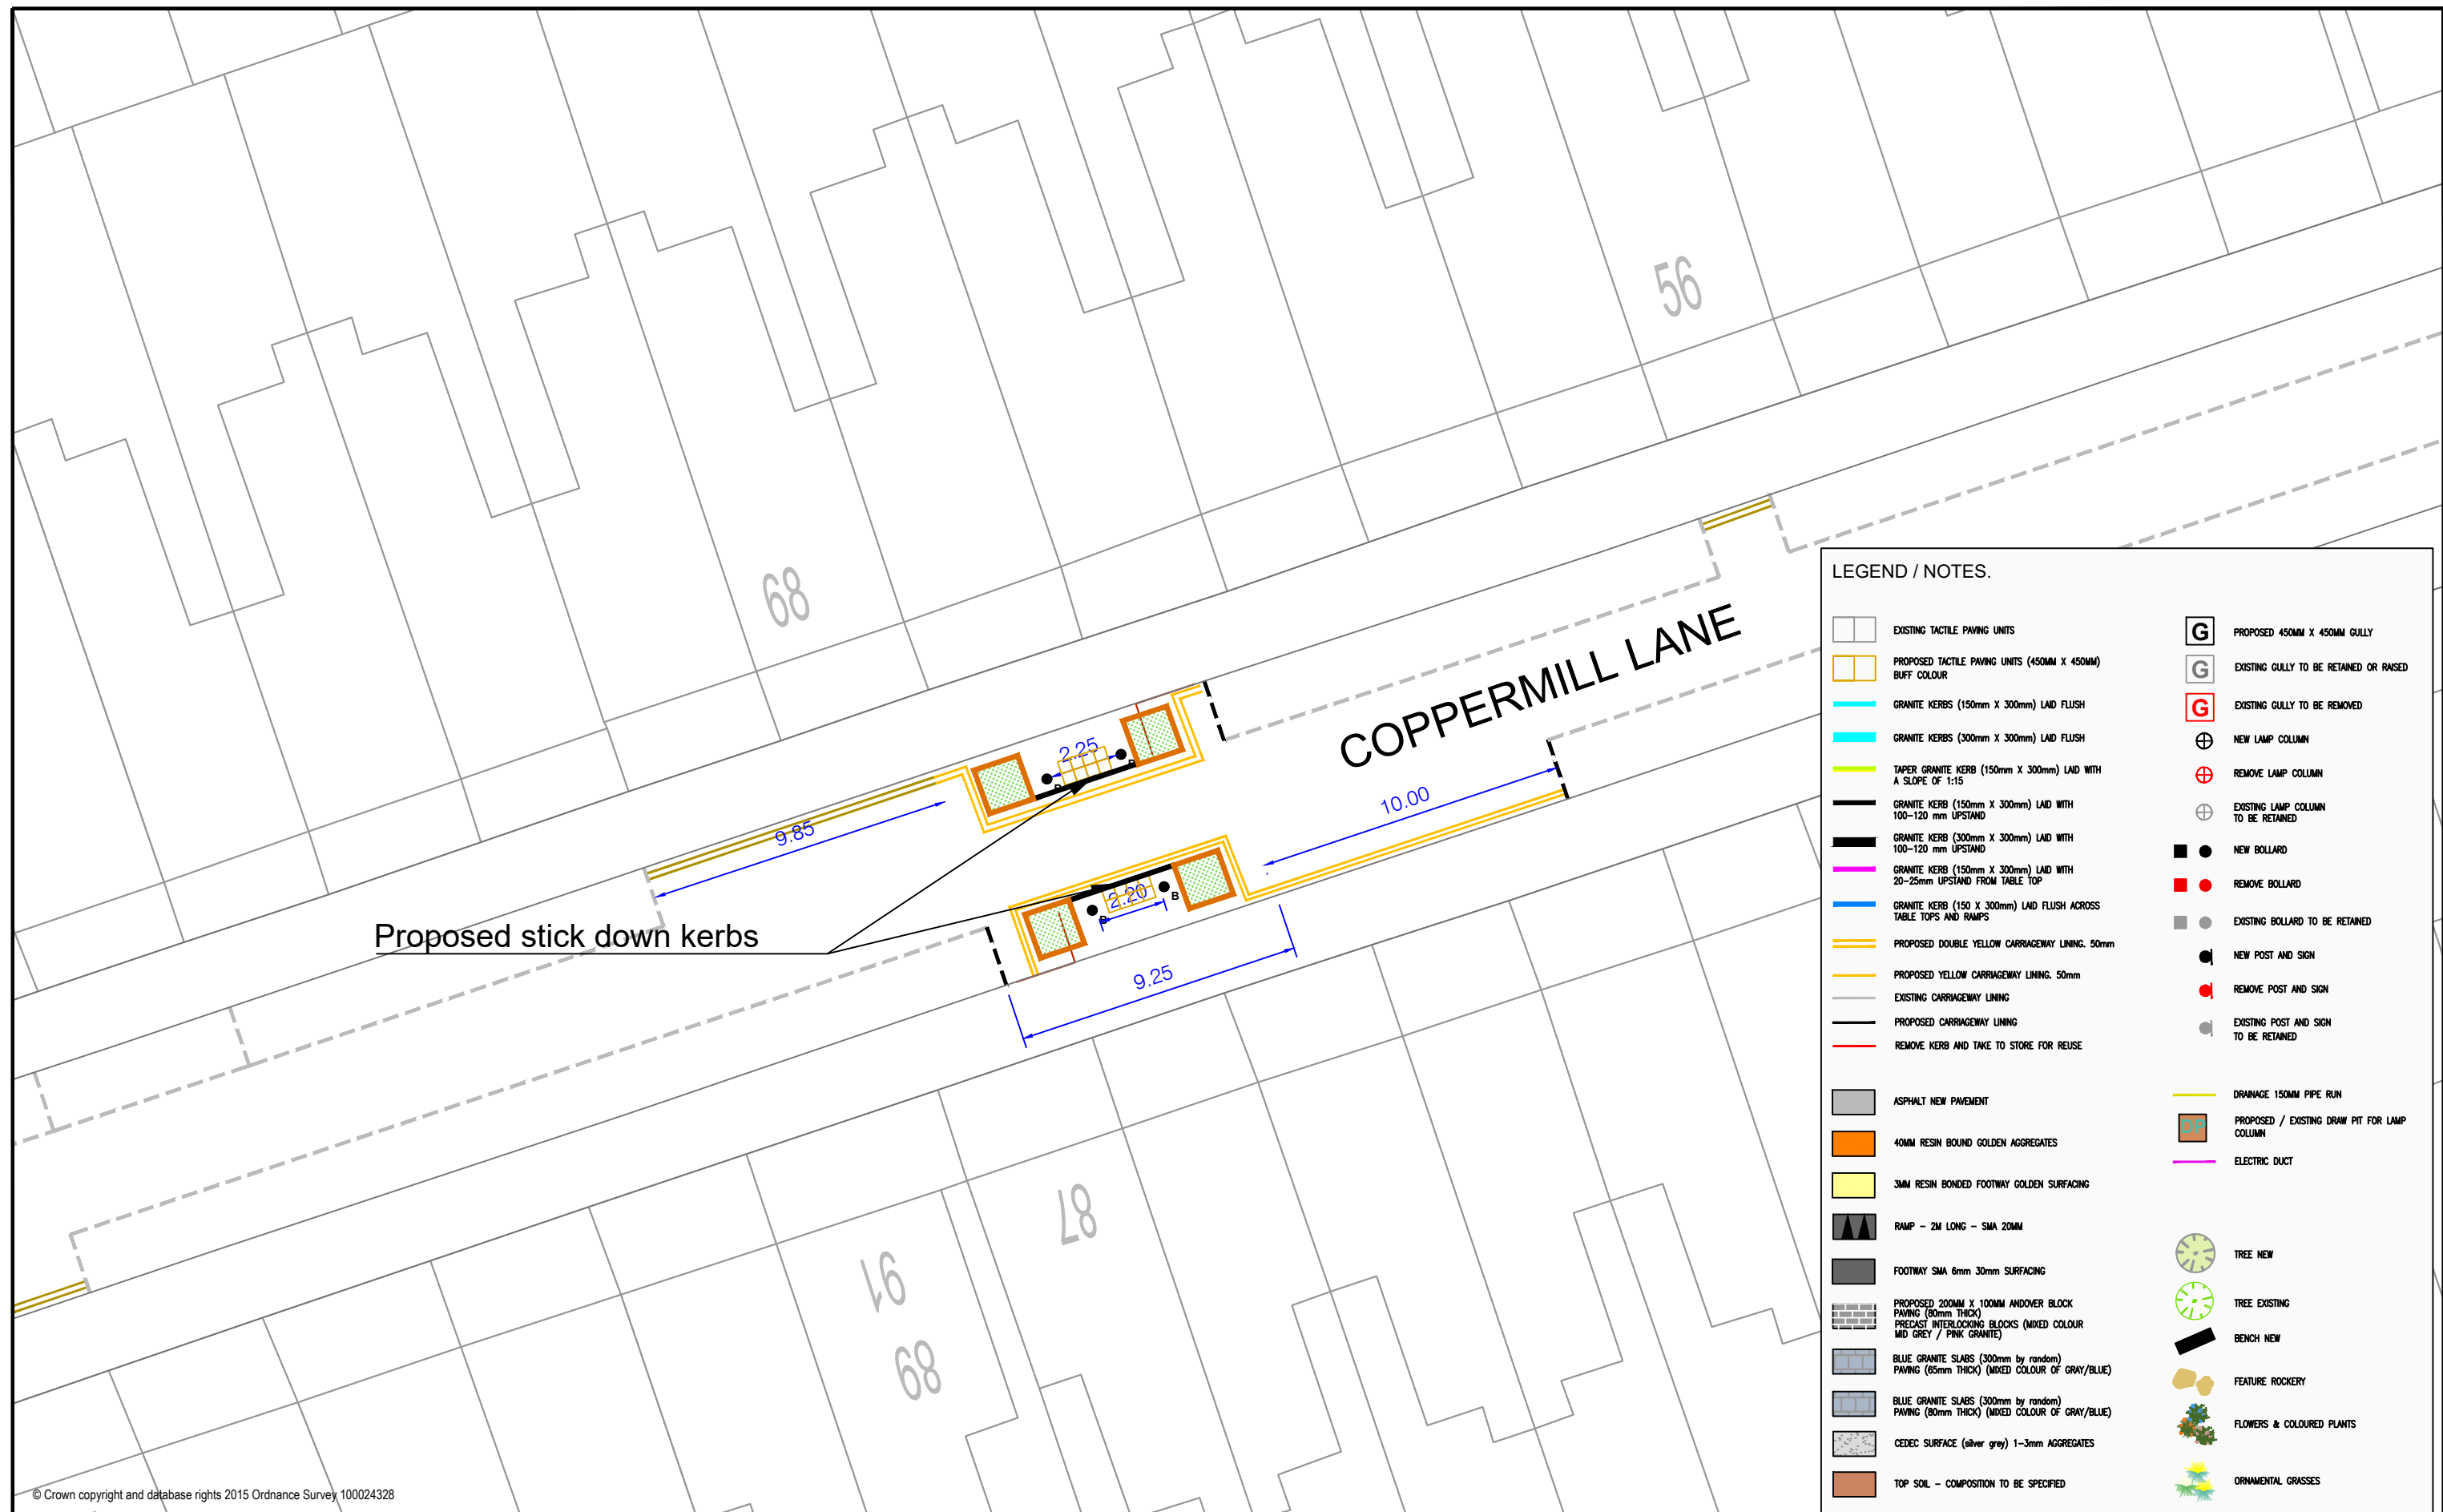 56
68
COPPERMILL LANE
2.25
B
9.85
10.00
2.20
B
B
Proposed stick down kerbs
9.25
87
91
89
© Crown copyright and database rights 2015 Ordnance Survey 100024328
LEGEND / NOTES.
EXISTING TACTILE PAVING UNITS
PROPOSED TACTILE PAVING UNITS (450MM X 450MM)
BUFF COLOUR
GRANITE KERBS (150mm X 300mm) LAID FLUSH
GRANITE KERBS (300mm X 300mm) LAID FLUSH
TAPER GRANITE KERB (150mm X 300mm) LAID WITH
A SLOPE OF 1:15
GRANITE KERB (150mm X 300mm) LAID WITH
100-120 mm UPSTAND
GRANITE KERB (300mm X 300mm) LAID WITH
100-120 mm UPSTAND
GRANITE KERB (150mm X 300mm) LAID WITH
20-25mm UPSTAND FROM TABLE TOP
GRANITE KERB (150 X 300mm) LAID FLUSH ACROSS
TABLE TOPS AND RAMPS
PROPOSED DOUBLE YELLOW CARRIAGEWAY LINING. 50mm
PROPOSED YELLOW CARRIAGEWAY LINING. 50mm
EXISTING CARRIAGEWAY LINING
PROPOSED CARRIAGEWAY LINING
REMOVE KERB AND TAKE TO STORE FOR REUSE
ASPHALT NEW PAVEMENT
40MM RESIN BOUND GOLDEN AGGREGATES
3MM RESIN BONDED FOOTWAY GOLDEN SURFACING
RAMP - 2M LONG - SMA 20MM
FOOTWAY SMA 6mm 30mm SURFACING
PROPOSED 200MM X 100MM ANDOVER BLOCK
PAVING (80mm THICK)
PRECAST INTERLOCKING BLOCKS (MIXED COLOUR
MID GREY / PINK GRANITE)
BLUE GRANITE SLABS (300mm by random)
PAVING (65mm THICK) (MIXED COLOUR OF GRAY/BLUE)
BLUE GRANITE SLABS (300mm by random)
PAVING (80mm THICK) (MIXED COLOUR OF GRAY/BLUE)
CEDEC SURFACE (silver grey) 1-3mm AGGREGATES
TOP SOIL - COMPOSITION TO BE SPECIFIED
G PROPOSED 450MM X 450MM GULLY
G EXISTING GULLY TO BE RETAINED OR RAISED
G EXISTING GULLY TO BE REMOVED
NEW LAMP COLUMN
REMOVE LAMP COLUMN
EXISTING LAMP COLUMN
TO BE RETAINED
NEW BOLLARD
REMOVE BOLLARD
EXISTING BOLLARD TO BE RETAINED
NEW POST AND SIGN
REMOVE POST AND SIGN
EXISTING POST AND SIGN
TO BE RETAINED
DRAINAGE 150MM PIPE RUN
DP PROPOSED / EXISTING DRAW PIT FOR LAMP
COLUMN
ELECTRIC DUCT
TREE NEW
TREE EXISTING
BENCH NEW
FEATURE ROCKERY
FLOWERS & COLOURED PLANTS
ORNAMENTAL GRASSES